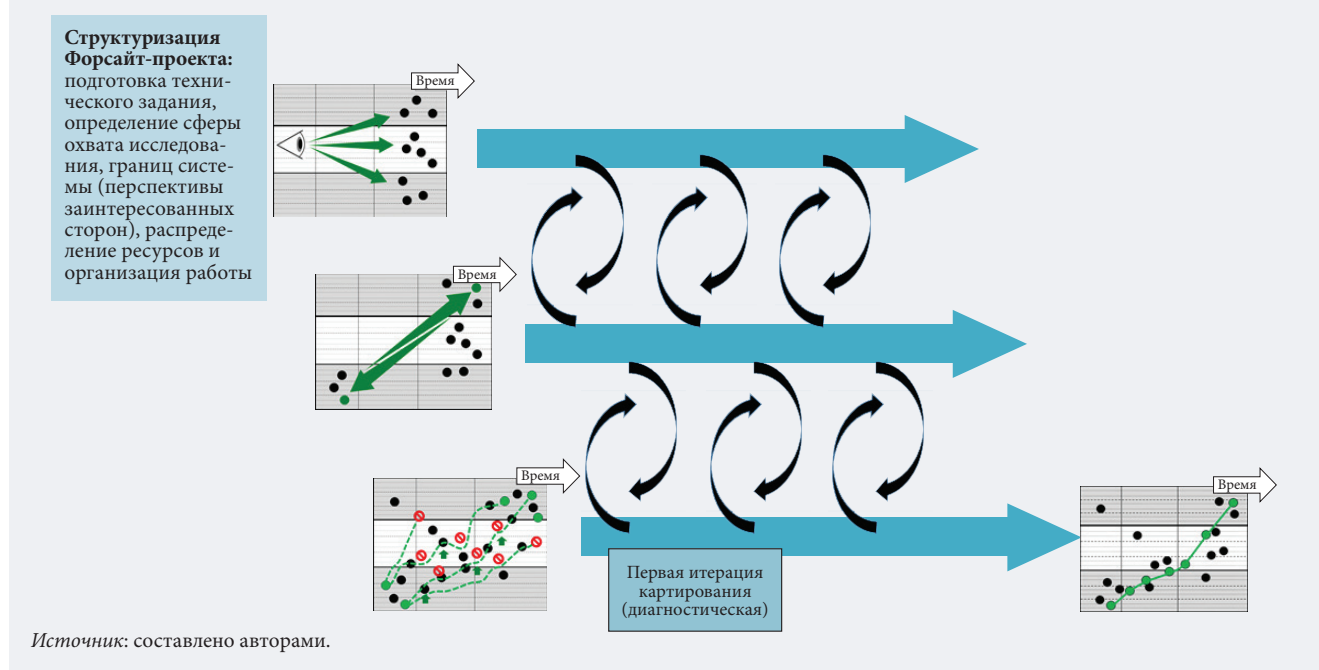 Структуризация
Форсайт-проекта:
подготовка техни-
ческого задания,
определение сферы
охвата исследова-
ния, границ систе-
мы (перспективы
заинтересованных
сторон), распреде-
ление ресурсов и
организация работы
Время
Время
Время
Время
Первая итерация
картирования
(диагностическая)
Источник: составлено авторами.